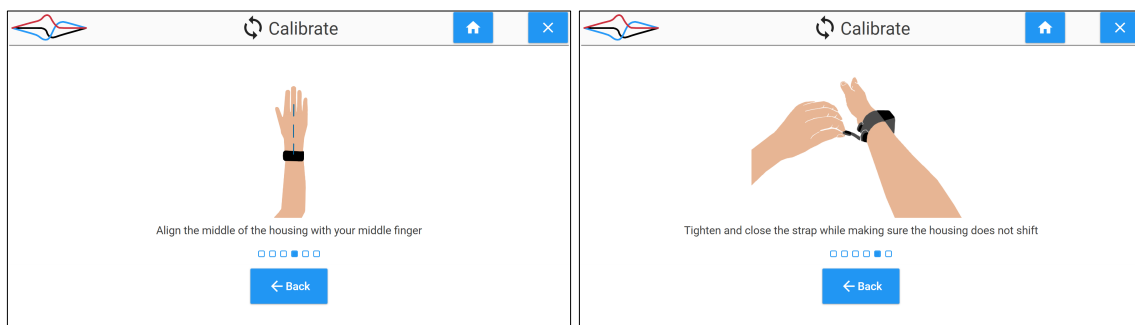 Calibrate
Align the middle of the housing with your middle finger
Back
Calibrate
Tighten and close the strap while making sure the housing does not shift
Back